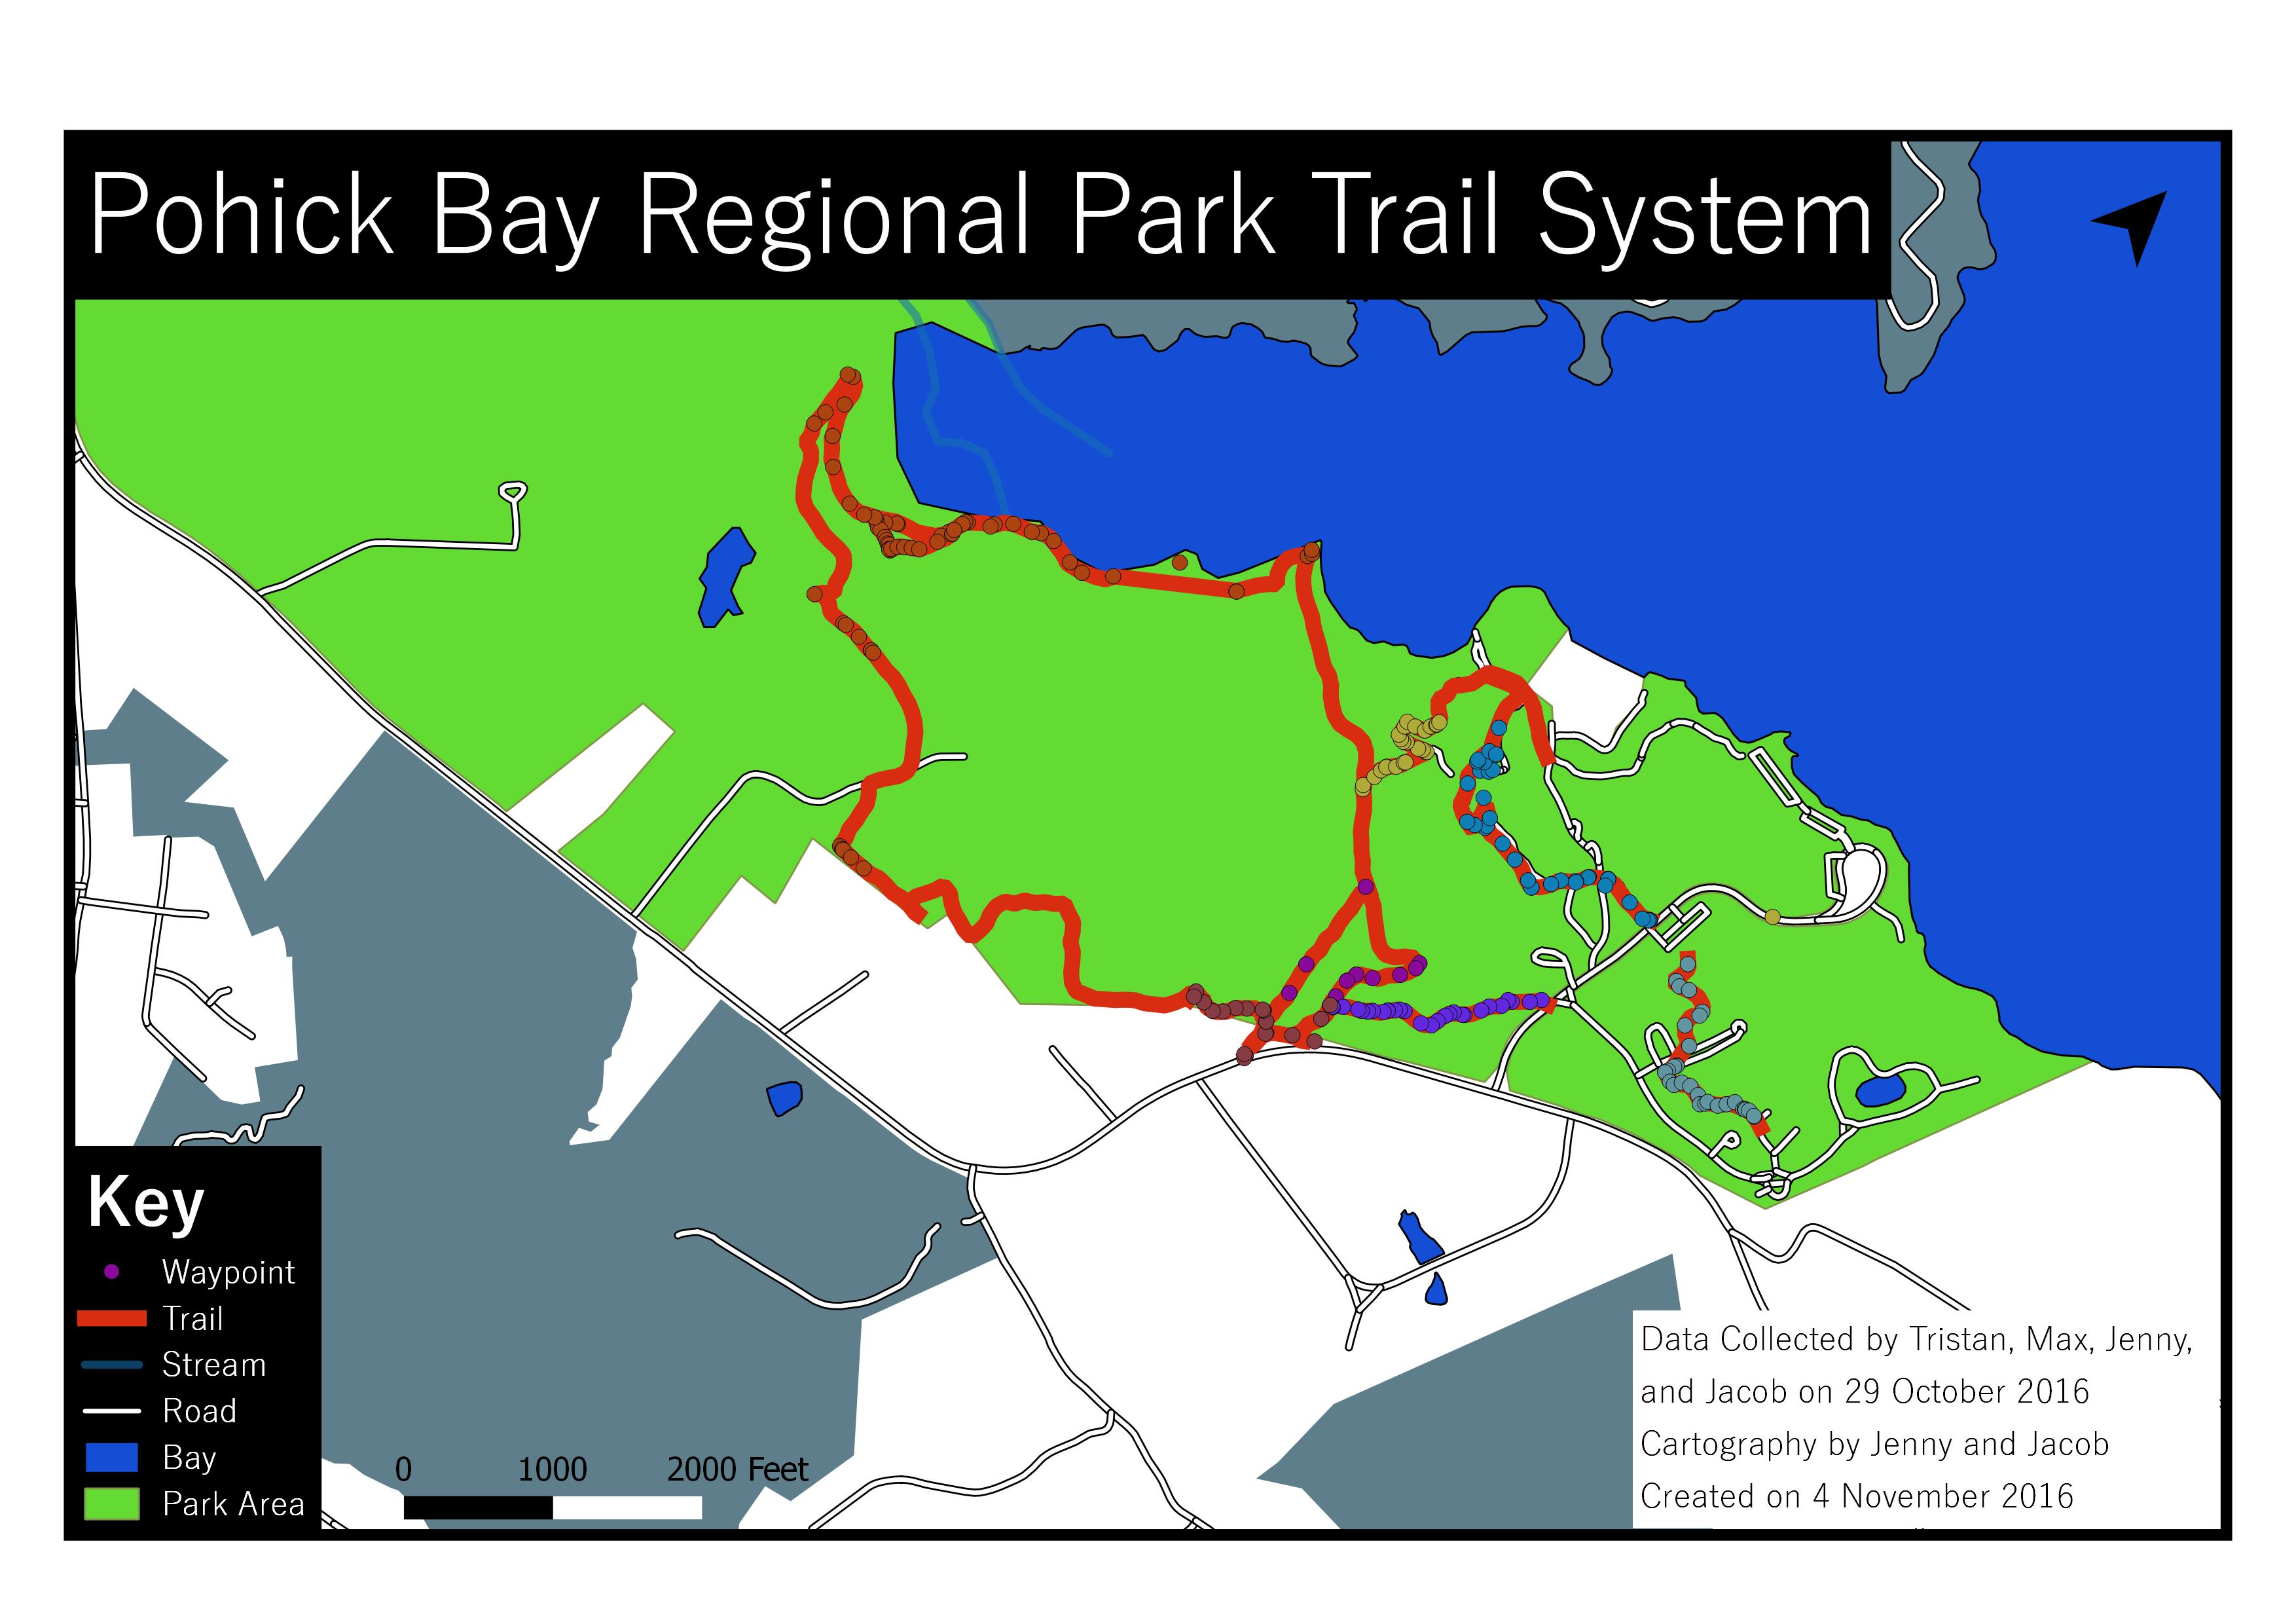 Pohick Bay Regional Park Trail System
Key
Waypoint
Trail
Stream
Road
Bay
Park Area
0 1000 2000 Feet
Data Collected by Tristan, Max, Jenny,
and Jacob on 29 October 2016
Cartography by Jenny and Jacob
Created on 4 November 2016